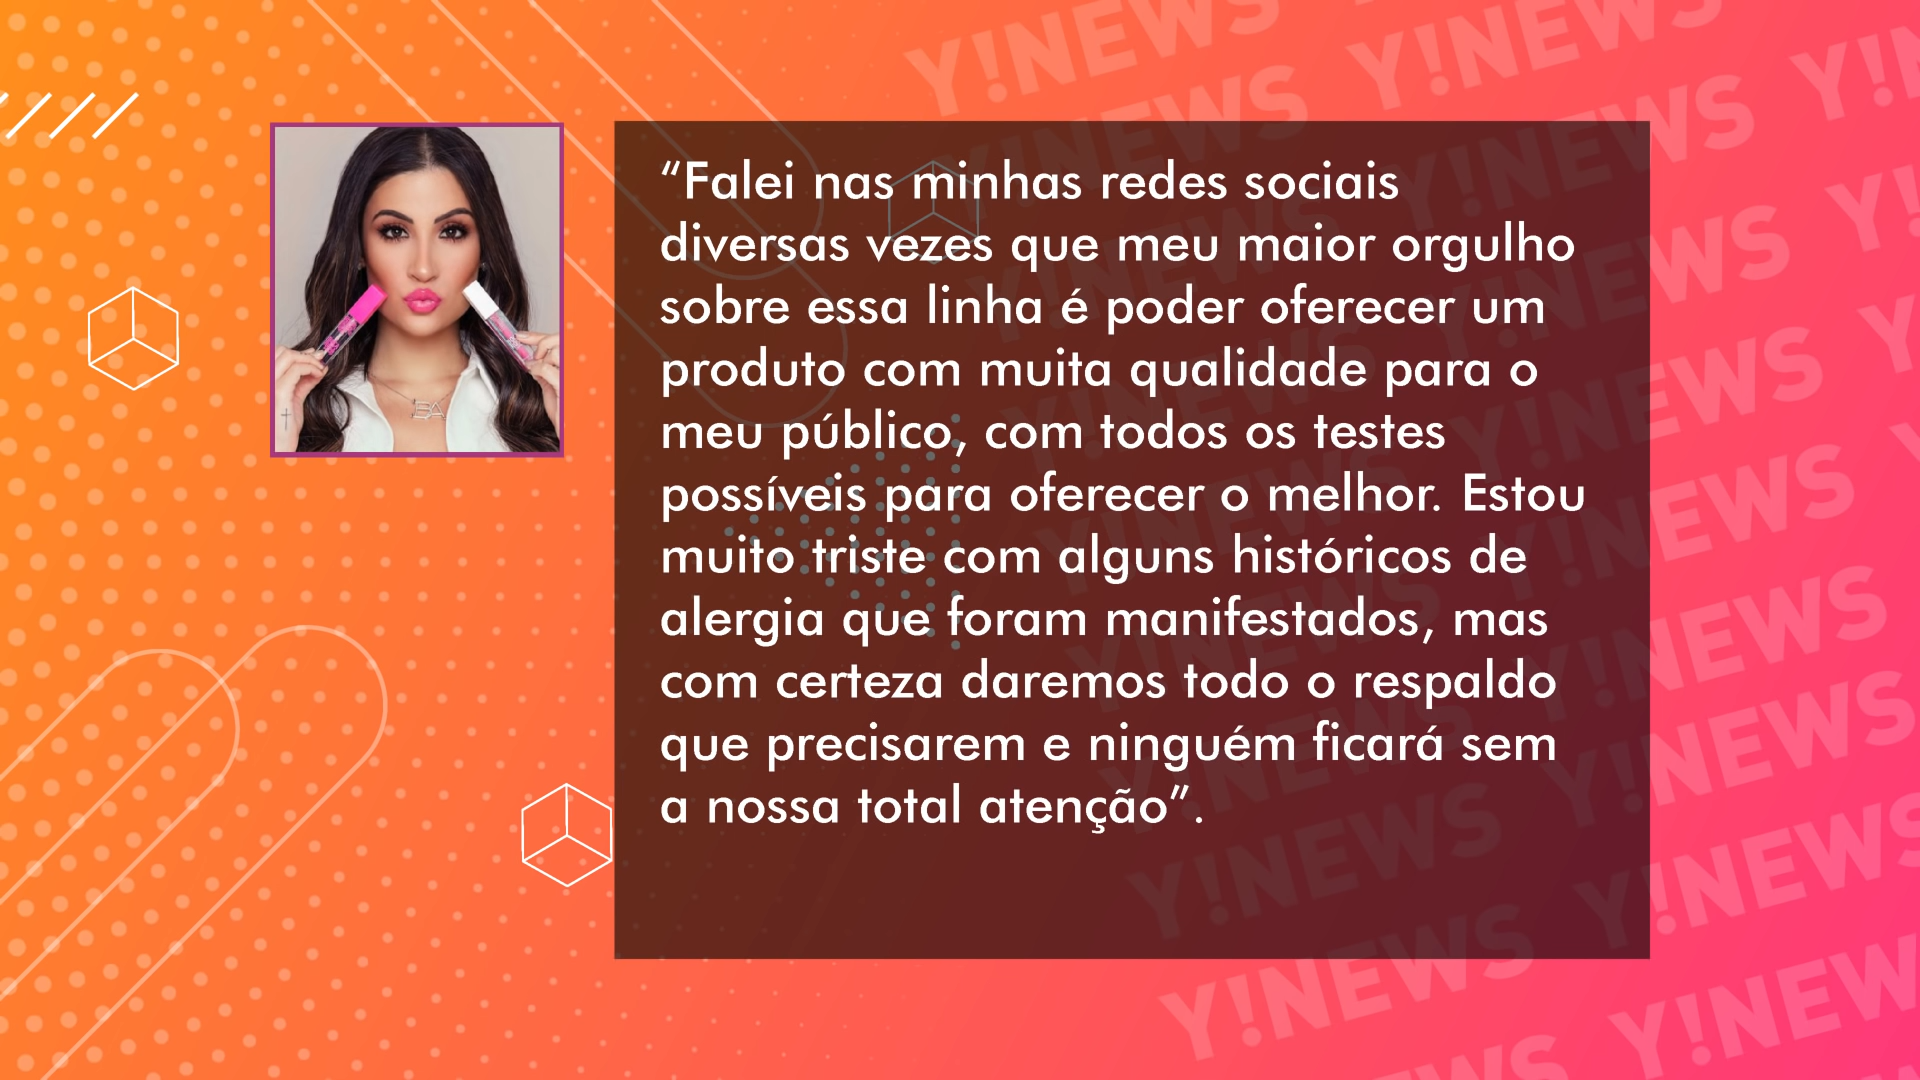 Y!NEWS
“Falei nas minhas redes sociais
diversas vezes que meu maior orgulho
sobre essa linha é poder oferecer um
produto com muita qualidade para o
meu público, com todos os testes
possíveis para oferecer o melhor. Estou
muito triste com alguns históricos de
alergia que foram manifestados, mas
com certeza daremos todo o respaldo
que precisarem e ninguém ficará sem
a nossa total atenção”.